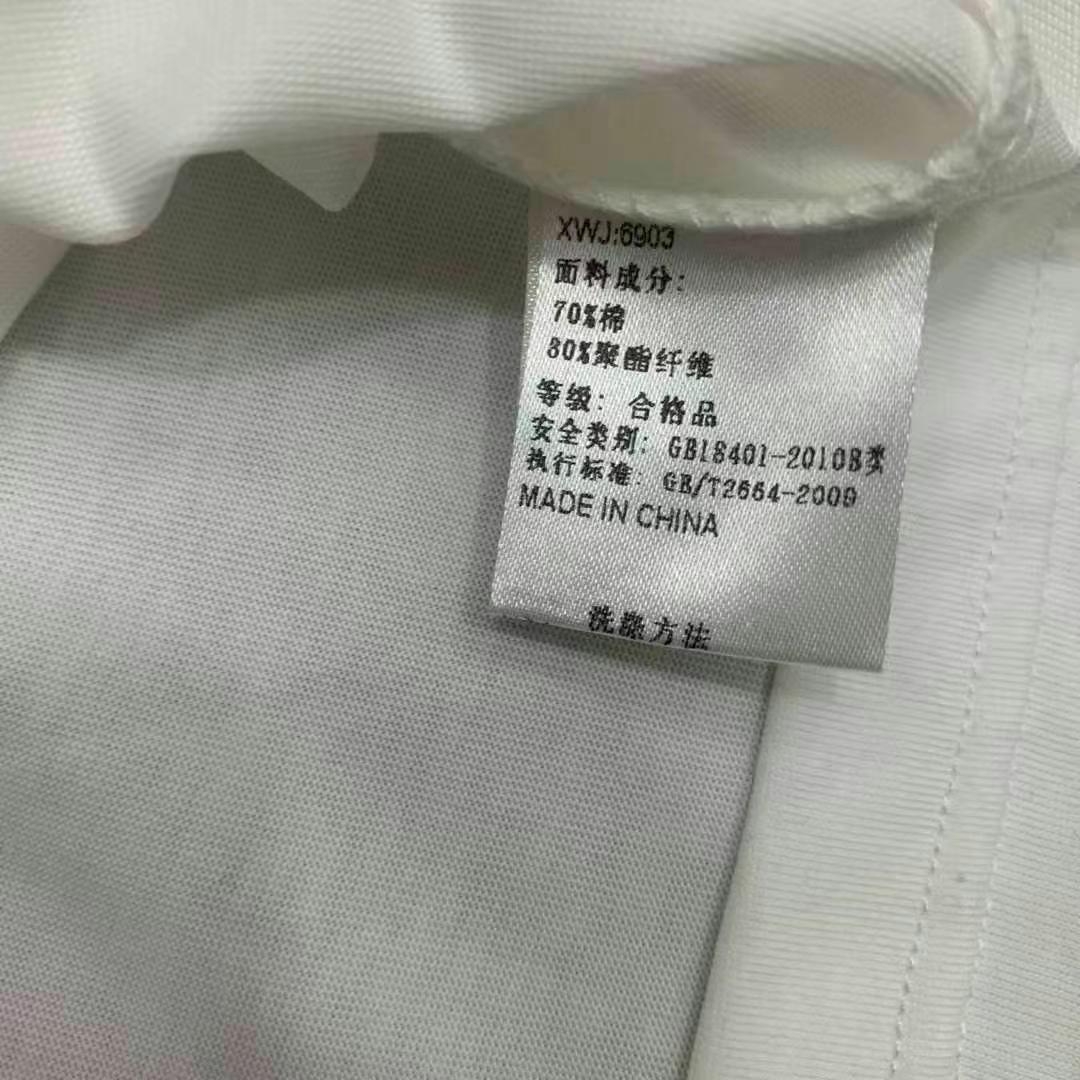 XWJ:6903
面料成分:
70%棉
30%聚酯纤维
等级: 合格品
安全类别: GB18401-2010B类
执行标准: GB/T2664-2009
MADE IN CHINA
洗涤方法